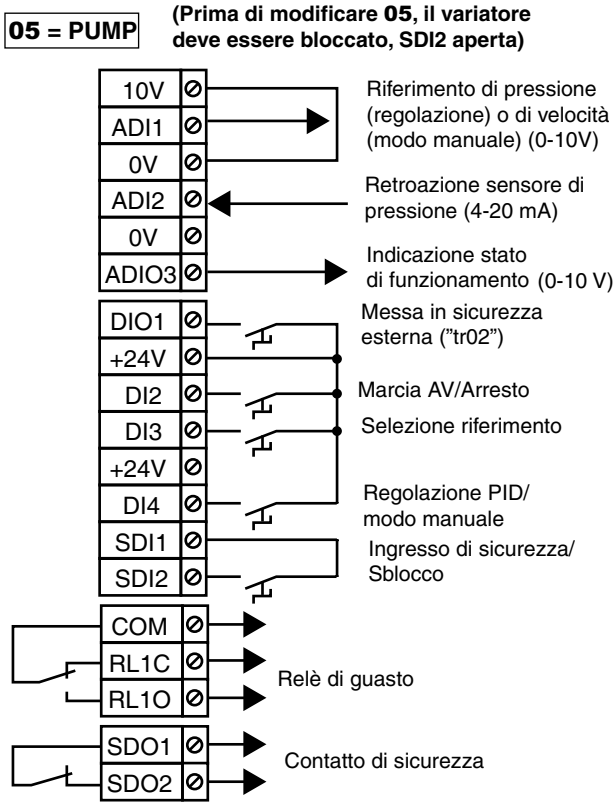 05 = PUMP
(Prima di modificare 05, il variatore
deve essere bloccato, SDI2 aperta)
10V
ADI1
0V
ADI2
0V
ADIO3
Riferimento di pressione
(regolazione) o di velocità
(modo manuale) (0-10V)
Retroazione sensore di
pressione (4-20 mA)
Indicazione stato
di funzionamento (0-10 V)
DIO1
+24V
DI2
DI3
+24V
DI4
SDI1
SDI2
Messa in sicurezza
esterna ("tr02")
Marcia AV/Arresto
Selezione riferimento
Regolazione PID/
modo manuale
Ingresso di sicurezza/
Sblocco
COM
RL1C
RL1O
Relè di guasto
SDO1
SDO2
Contatto di sicurezza